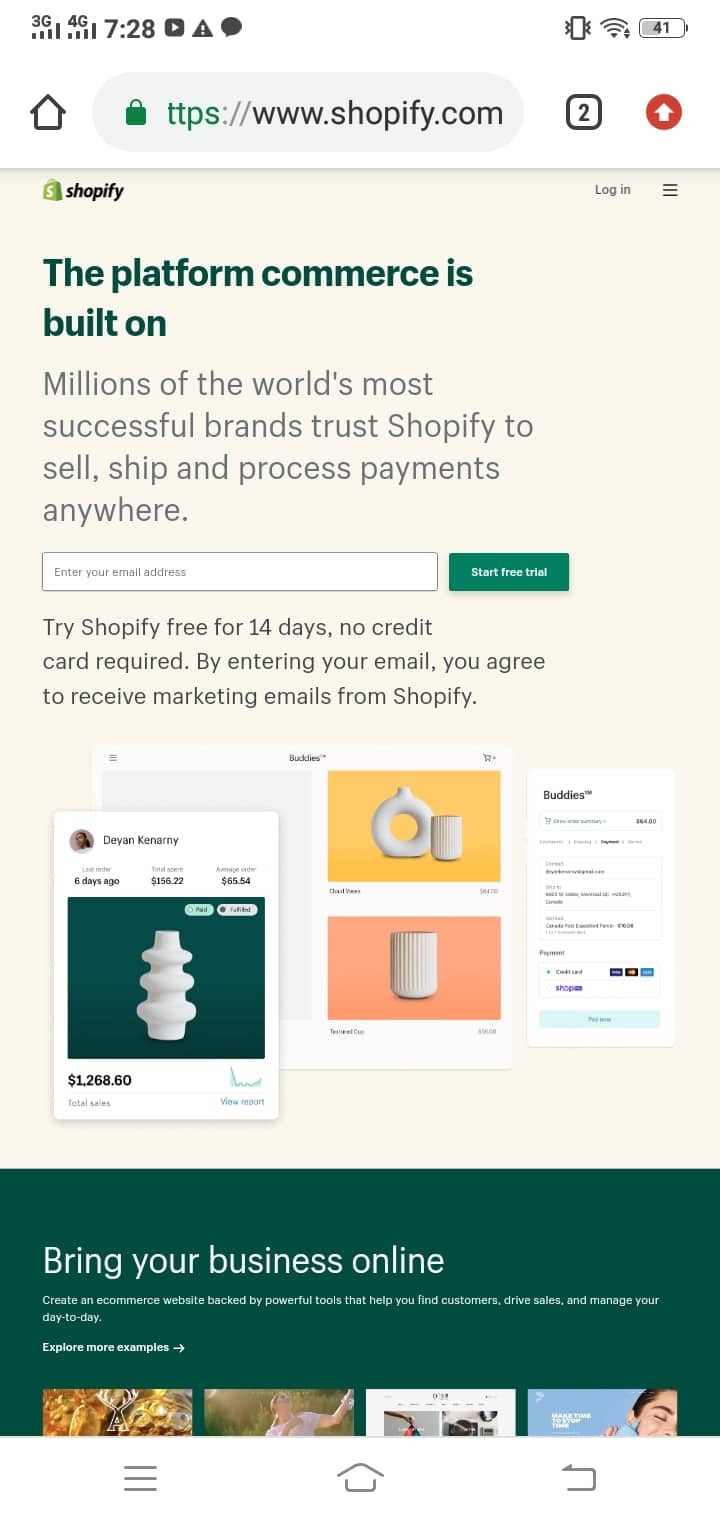 3G 4G 7:28 41
ttps://www.shopify.com 2
shopify Log in
The platform commerce is
built on
Millions of the world's most
successful brands trust Shopify to
sell, ship and process payments
anywhere.
Enter your email address Start free trial
Try Shopify free for 14 days, no credit
card required. By entering your email, you agree
to receive marketing emails from Shopify.
Buddies™
Deyan Kenarny
Last order Total spent Average order
6 days ago $156.22 $65.54
Paid Fulfilled
$1,268.60
Total sales View report
Cloud Vases $64.00
Textured Cup
Buddies™
Show order summary $64.00
Payment
Contact
Canada
Payment
Credit card
shop
Pay now
Bring your business online
Create an ecommerce website backed by powerful tools that help you find customers, drive sales, and manage your
day-to-day.
Explore more examples →
MAKE TIME
TO STOP
TIME